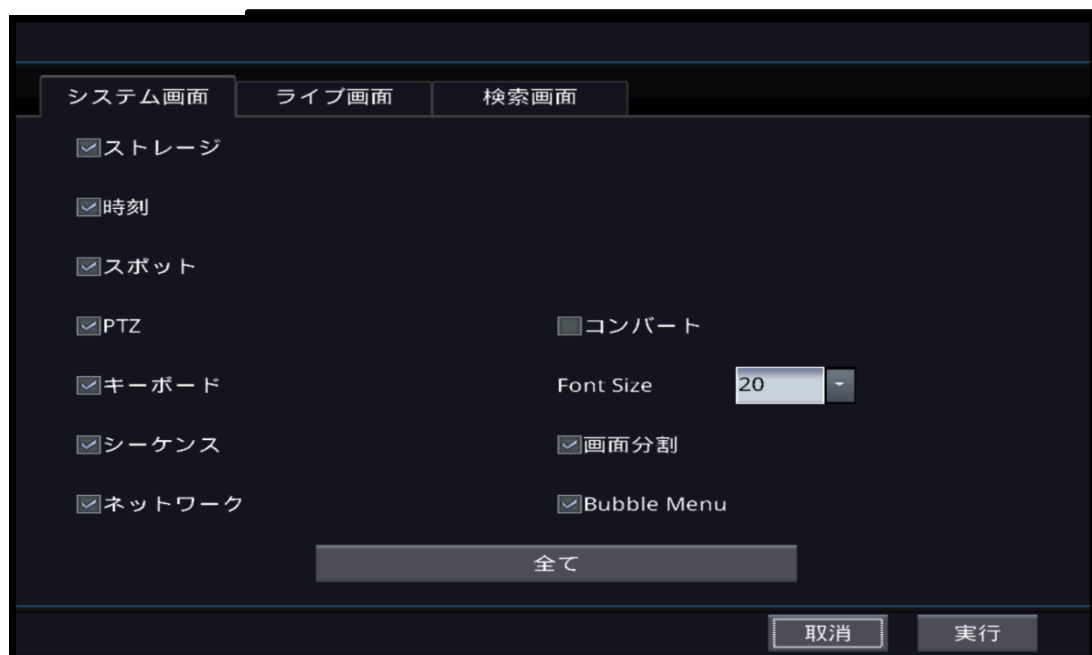 システム画面 ライブ画面 検索画面
ストレージ
時刻
スポット
PTZ コンバート
キーボード Font Size 20
シーケンス 画面分割
ネットワーク Bubble Menu
全て
取消 実行